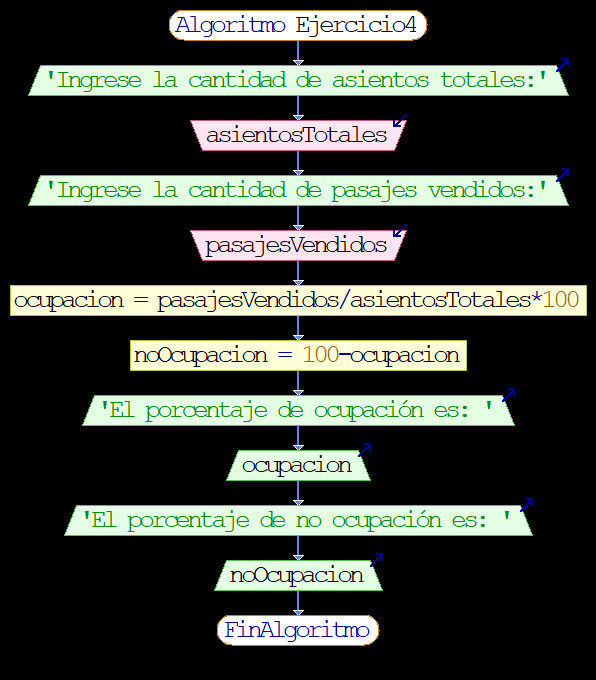 Algoritmo Ejercicio4
'Ingrese la cantidad de asientos totales:'
asientosTotales
'Ingrese la cantidad de pasajes vendidos:'
pasajesVendidos
ocupacion = pasajesVendidos/asientosTotales*100
noOcupacion = 100-ocupacion
'El porcentaje de ocupación es: '
ocupacion
'El porcentaje de no ocupación es: '
noOcupacion
FinAlgoritmo